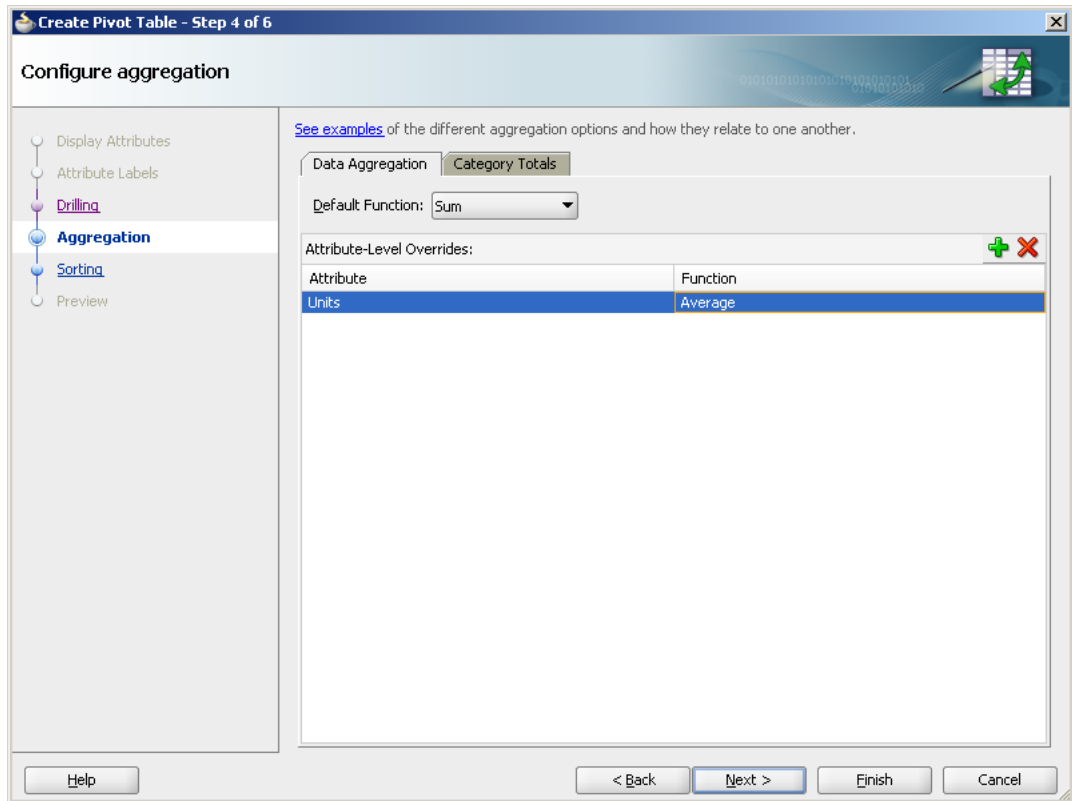 Create Pivot Table - Step 4 of 6
Configure aggregation
0101010101010101010101010101
01010101010
Display Attributes
Attribute Labels
Drilling
Aggregation
Sorting
Preview
See examples of the different aggregation options and how they relate to one another.
Data Aggregation
Category Totals
Default Function: Sum
Attribute-Level Overrides:
Attribute Function
Units Average
Help
< Back
Next >
Finish
Cancel